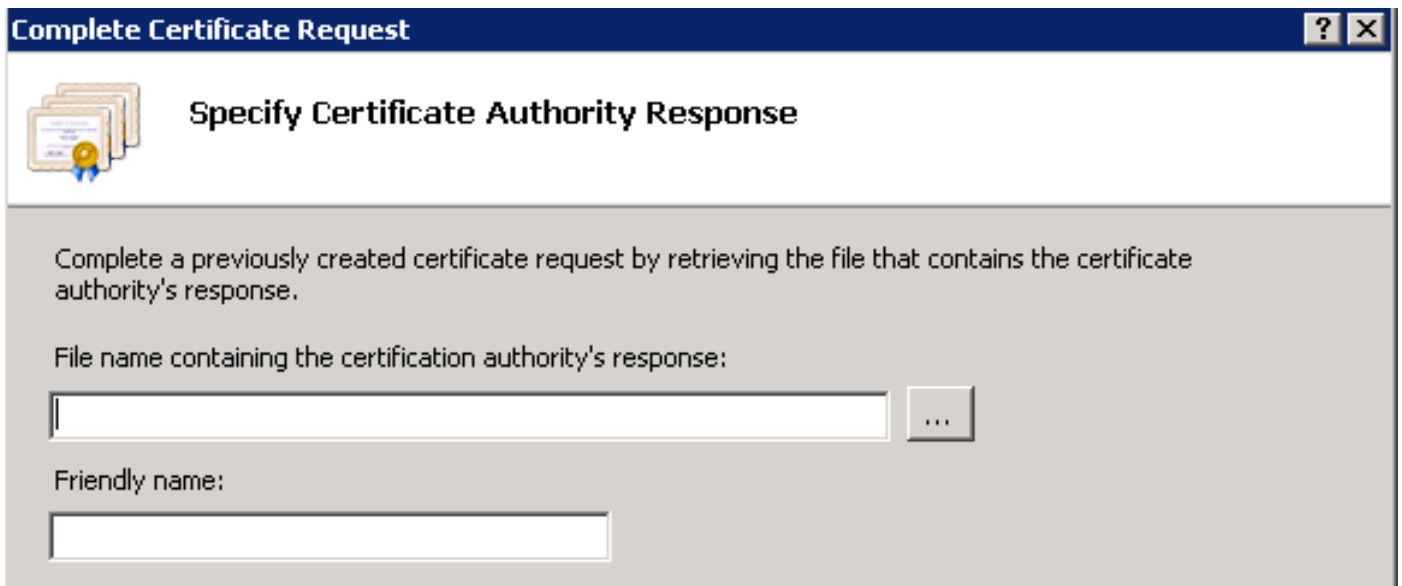 Complete Certificate Request
?
Specify Certificate Authority Response
Complete a previously created certificate request by retrieving the file that contains the certificate
authority's response.
File name containing the certification authority's response:
...
Friendly name: